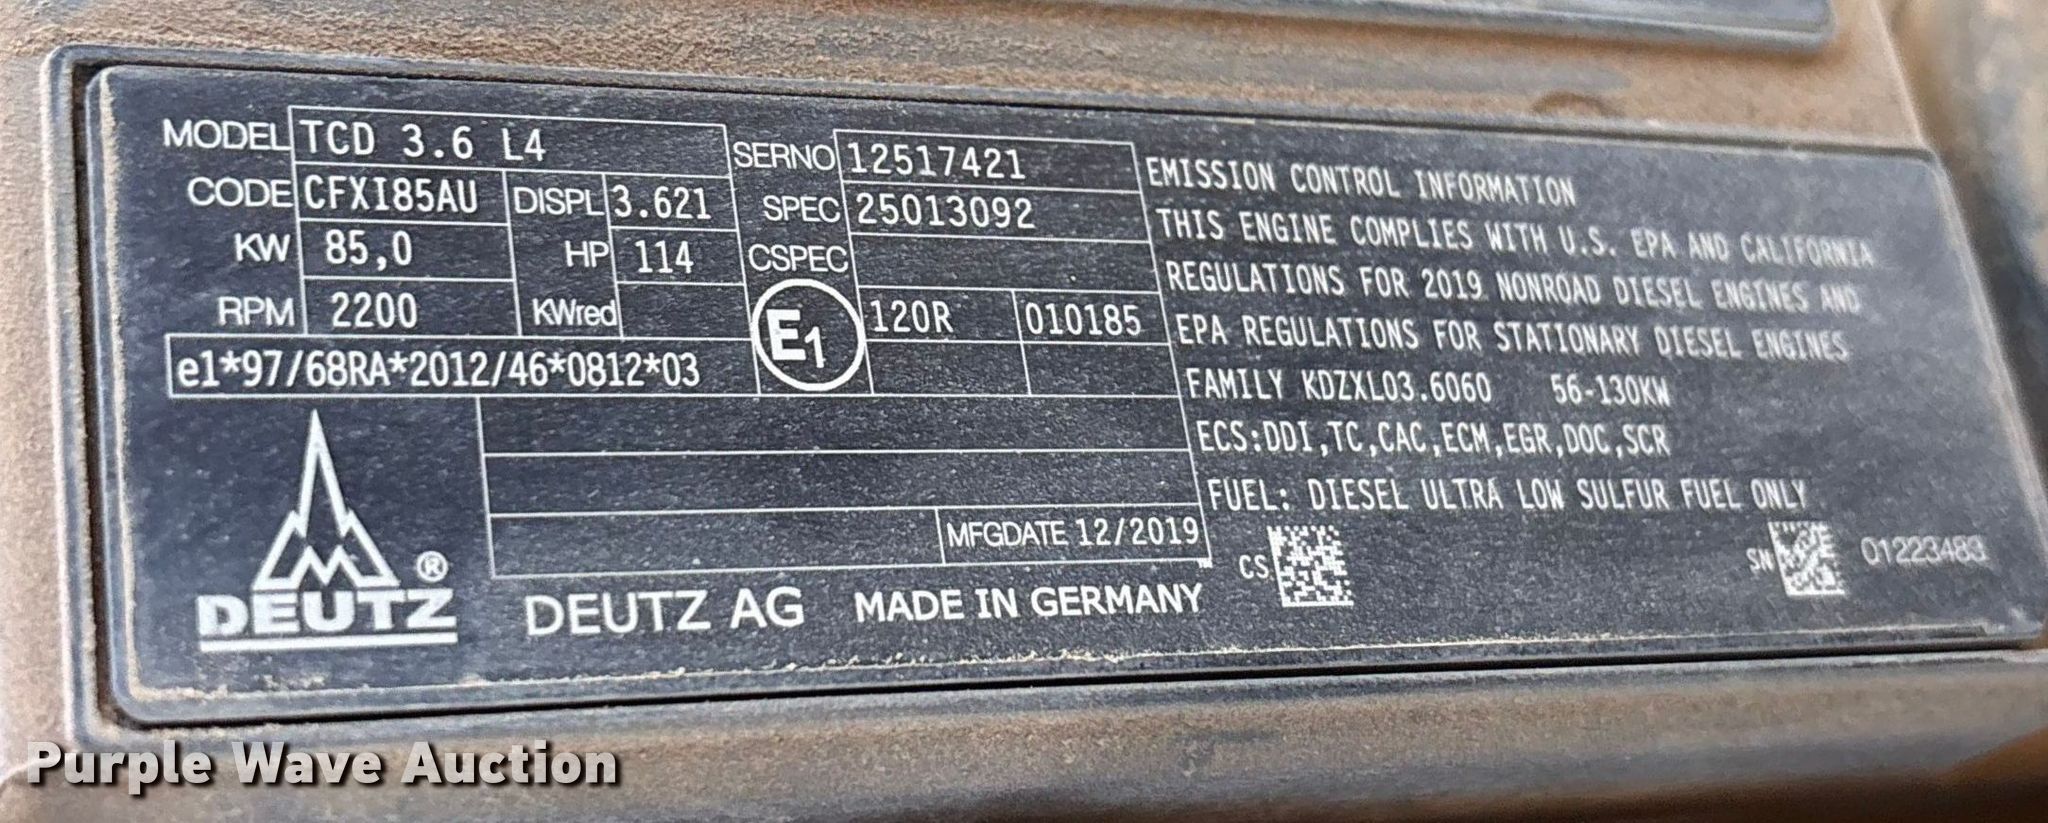 MODEL TCD 3.6 L4
CODE CFXI85AU DISPL 3.621
KW 85,0 HP 114
RPM 2200 KWred
e1*97/68RA*2012/46*0812*03
SERNO 12517421
SPEC 25013092
CSPEC
E1 120R 010185
MFGDATE 12/2019
DEUTZ ®
DEUTZ AG MADE IN GERMANY
EMISSION CONTROL INFORMATION
THIS ENGINE COMPLIES WITH U.S. EPA AND CALIFORNIA
REGULATIONS FOR 2019 NONROAD DIESEL ENGINES AND
EPA REGULATIONS FOR STATIONARY DIESEL ENGINES
FAMILY KDZXL03.6060 56-130KW
ECS:DDI,TC,CAC,ECM,EGR,DOC,SCR
FUEL: DIESEL ULTRA LOW SULFUR FUEL ONLY
CS SN 01223483
Purple Wave Auction